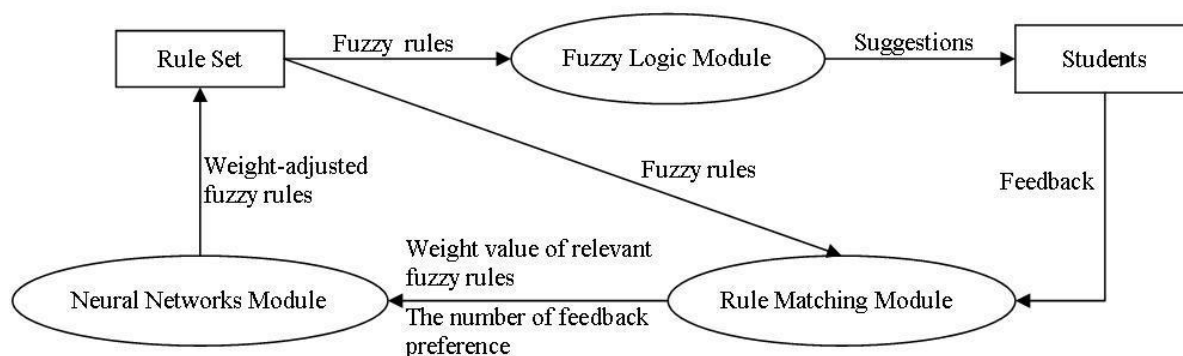 Fuzzy rules
Suggestions
Rule Set
Fuzzy Logic Module
Students
Weight-adjusted
fuzzy rules
Fuzzy rules
Feedback
Weight value of relevant
fuzzy rules
Neural Networks Module
Rule Matching Module
The number of feedback
preference